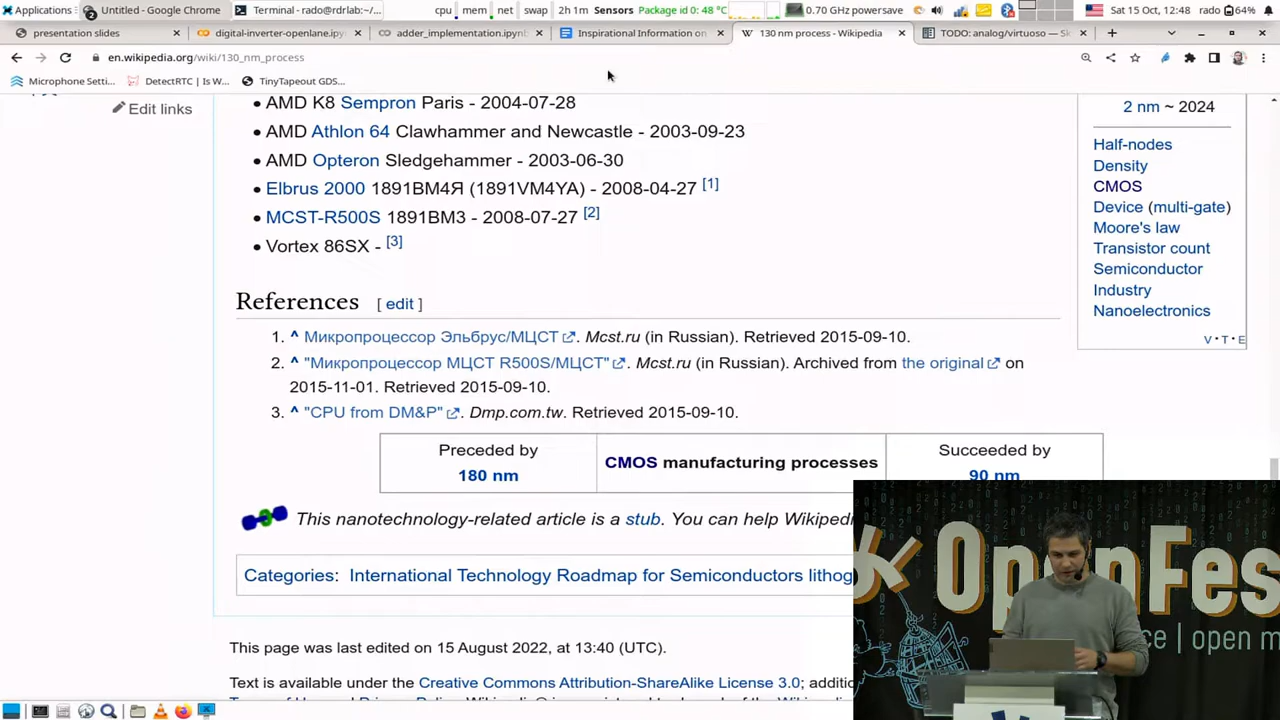 Applications
Untitled - Google Chrome
Terminal - rado@rdrlab: ~/...
cpu
mem
net
swap
2h 1m
Sensors
Package id 0: 48 °C
0.70 GHz powersave
Sat 15 Oct, 12:48
rado
64%
presentation slides
digital-inverter-openlane.ipyn
adder_implementation.ipynb
Inspirational Information on
130 nm process - Wikipedia
TODO: analog/virtuoso — Sk
en.wikipedia.org/wiki/130_nm_process
Microphone Setti...
DetectRTC | Is W...
TinyTapeout GDS...
Edit links
• AMD K8 Sempron Paris - 2004-07-28
• AMD Athlon 64 Clawhammer and Newcastle - 2003-09-23
• AMD Opteron Sledgehammer - 2003-06-30
• Elbrus 2000 1891ВМ4Я (1891VM4YA) - 2008-04-27 [1]
• MCST-R500S 1891ВМ3 - 2008-07-27 [2]
• Vortex 86SX - [3]
2 nm ~ 2024
Half-nodes
Density
CMOS
Device (multi-gate)
Moore's law
Transistor count
Semiconductor
Industry
Nanoelectronics
V • T • E
References [ edit ]
1. ^ Микропроцессор Эльбрус/МЦСТ. Mcst.ru (in Russian). Retrieved 2015-09-10.
2. ^ "Микропроцессор МЦСТ R500S/МЦСТ". Mcst.ru (in Russian). Archived from the original on
2015-11-01. Retrieved 2015-09-10.
3. ^ "CPU from DM&P". Dmp.com.tw. Retrieved 2015-09-10.
Preceded by
180 nm
CMOS manufacturing processes
Succeeded by
90 nm
This nanotechnology-related article is a stub. You can help Wikipedi
Categories: International Technology Roadmap for Semiconductors lithog
This page was last edited on 15 August 2022, at 13:40 (UTC).
Text is available under the Creative Commons Attribution-ShareAlike License 3.0; additio
OpenFes
ce | open m